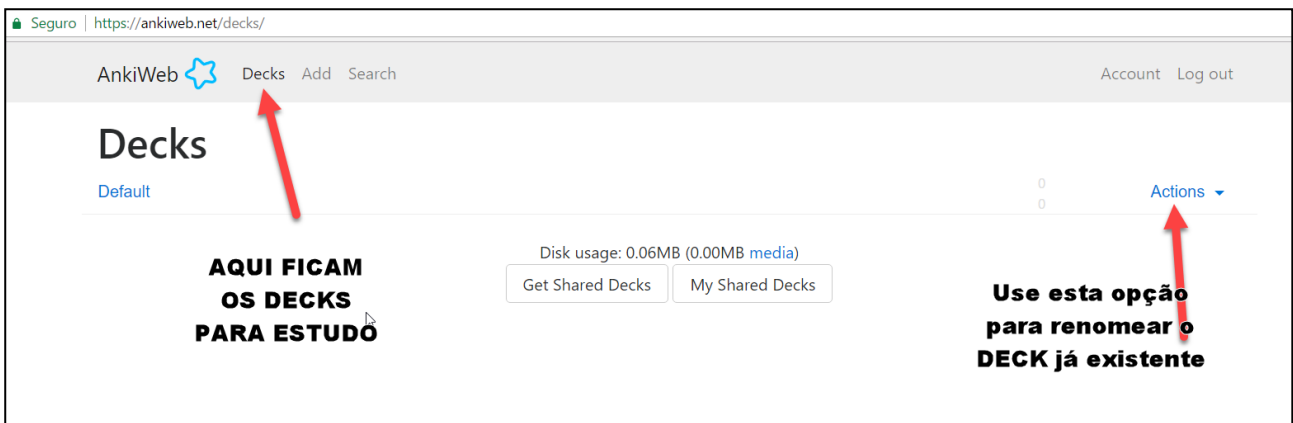 Seguro | https://ankiweb.net/decks/
AnkiWeb Decks Add Search Account Log out
Decks
Default 0 Actions
0
Disk usage: 0.06MB (0.00MB media)
Get Shared Decks My Shared Decks
AQUI FICAM
OS DECKS
PARA ESTUDO
Use esta opção
para renomear o
DECK já existente